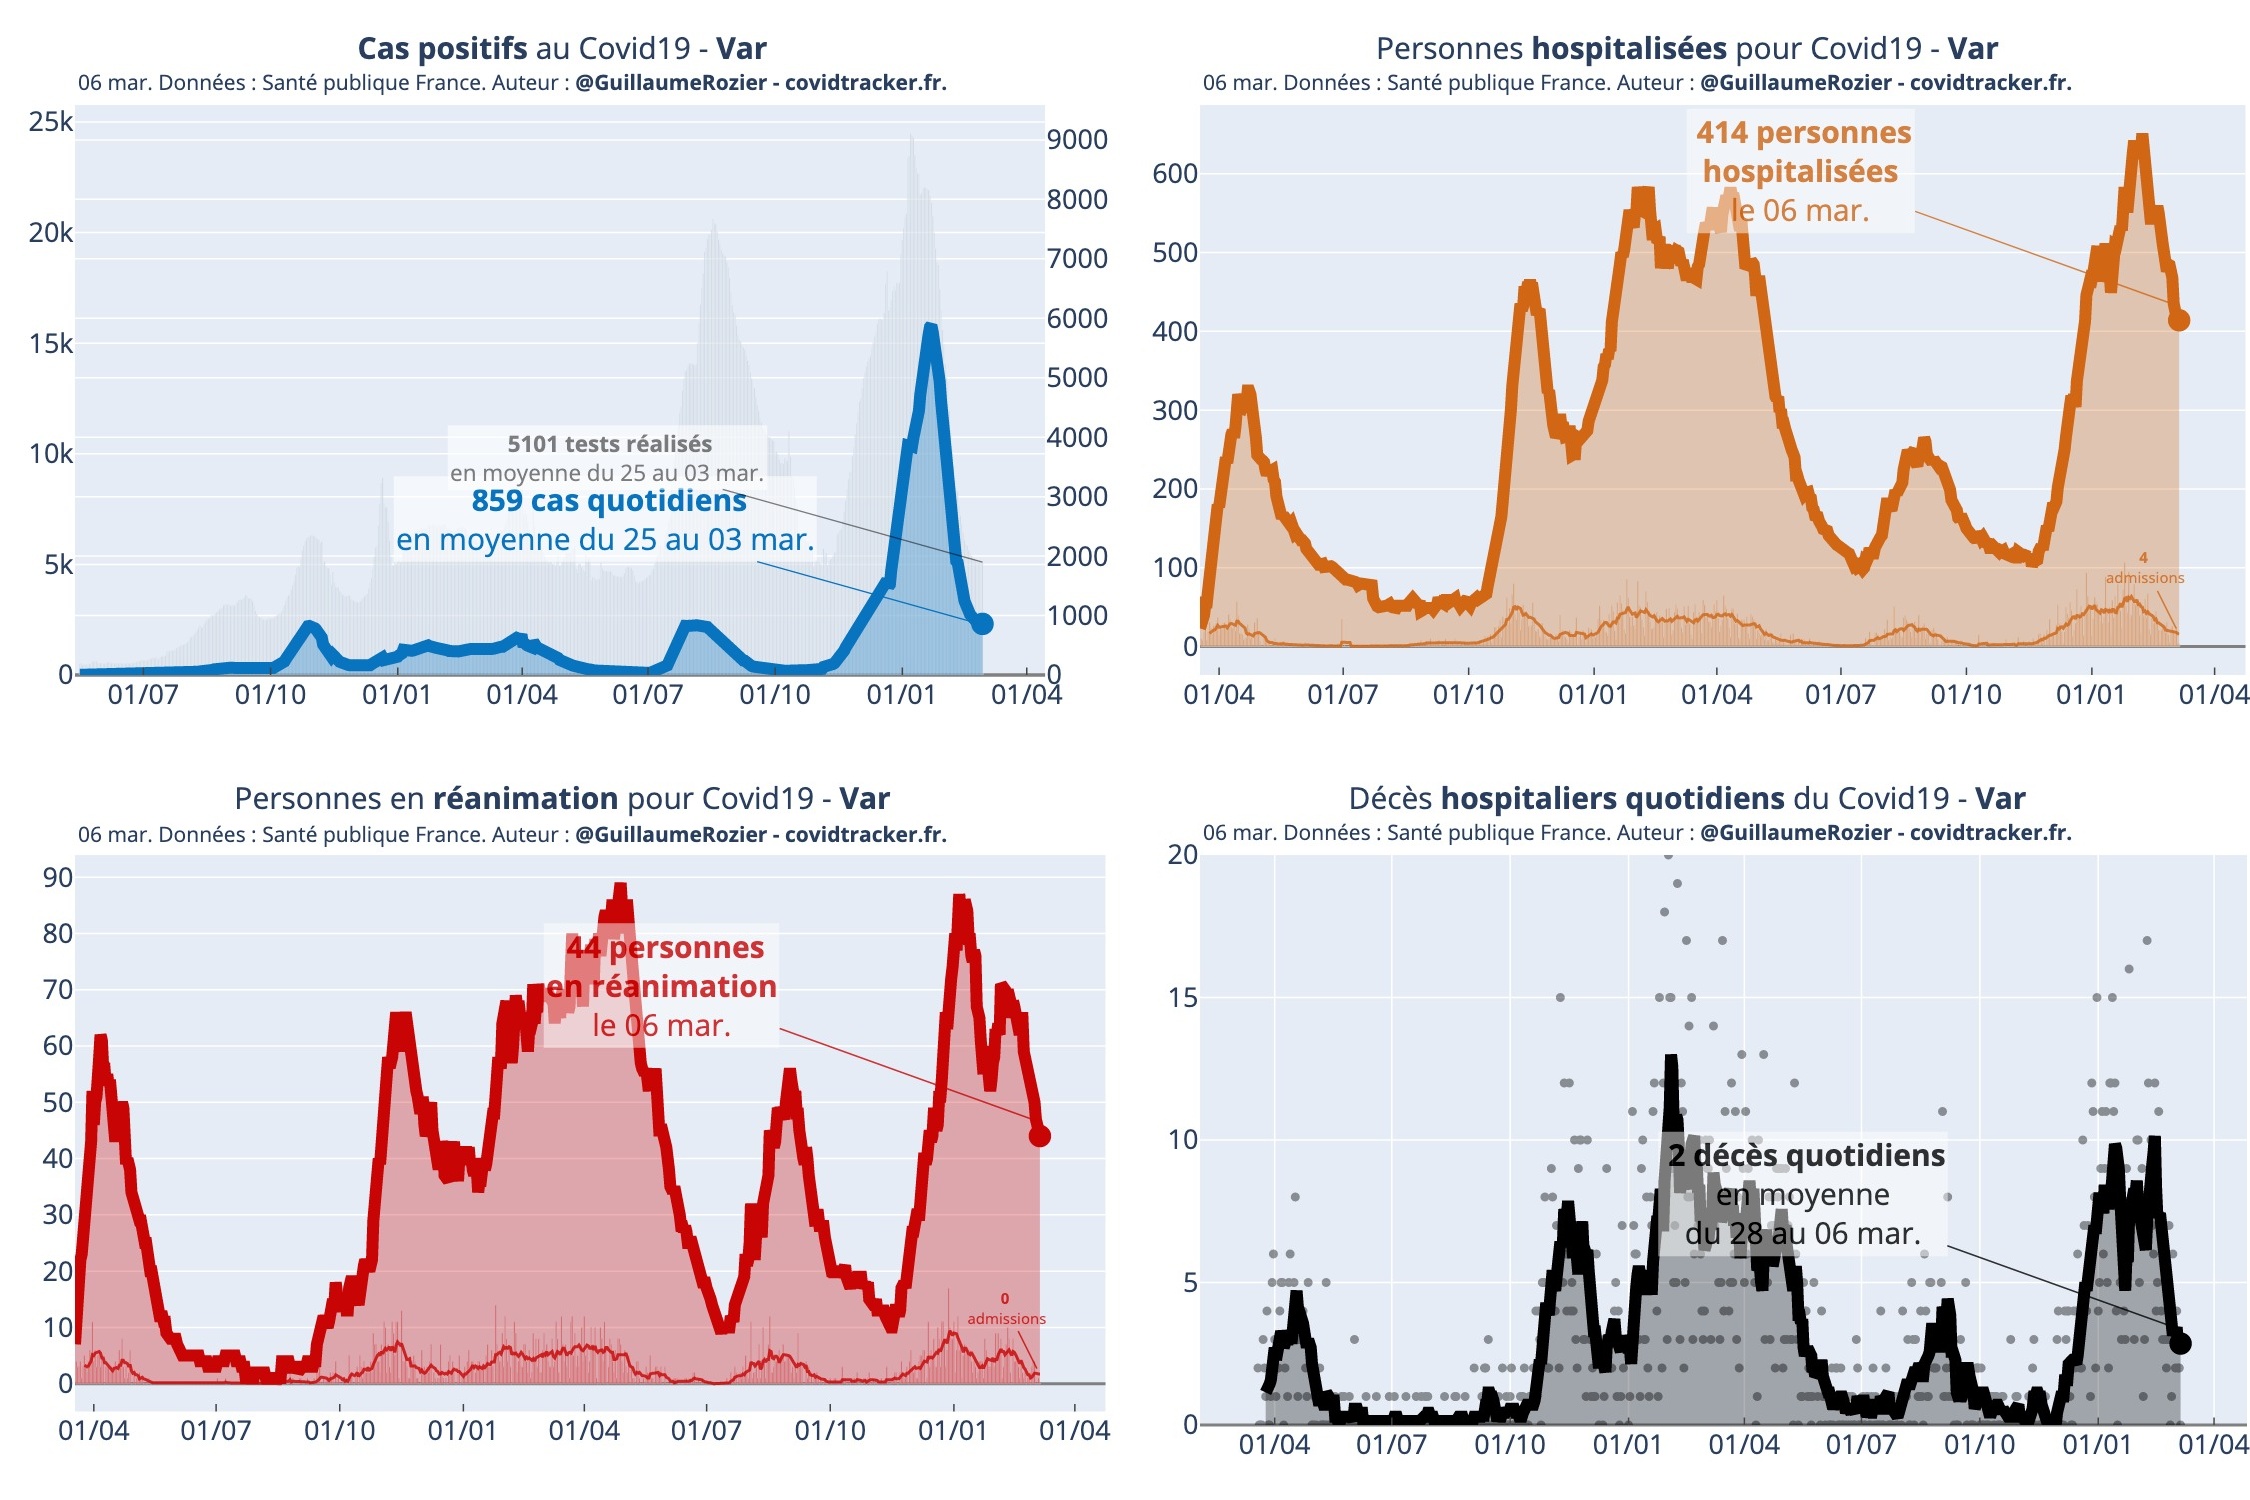 Cas positifs au Covid19 - Var
06 mar. Données : Santé publique France. Auteur : @GuillaumeRozier - covidtracker.fr.
25k
20k
15k
10k
5k
0
9000
8000
7000
6000
5000
4000
3000
2000
1000
0
5101 tests réalisés
en moyenne du 25 au 03 mar.
859 cas quotidiens
en moyenne du 25 au 03 mar.
01/07 01/10 01/01 01/04 01/07 01/10 01/01 01/04
Personnes hospitalisées pour Covid19 - Var
06 mar. Données : Santé publique France. Auteur : @GuillaumeRozier - covidtracker.fr.
600
500
400
300
200
100
0
414 personnes
hospitalisées
le 06 mar.
4
admissions
01/04 01/07 01/10 01/01 01/04 01/07 01/10 01/01 01/04
Personnes en réanimation pour Covid19 - Var
06 mar. Données : Santé publique France. Auteur : @GuillaumeRozier - covidtracker.fr.
90
80
70
60
50
40
30
20
10
0
44 personnes
en réanimation
le 06 mar.
0
admissions
01/04 01/07 01/10 01/01 01/04 01/07 01/10 01/01 01/04
Décès hospitaliers quotidiens du Covid19 - Var
06 mar. Données : Santé publique France. Auteur : @GuillaumeRozier - covidtracker.fr.
20
15
10
5
0
2 décès quotidiens
en moyenne
du 28 au 06 mar.
01/04 01/07 01/10 01/01 01/04 01/07 01/10 01/01 01/04